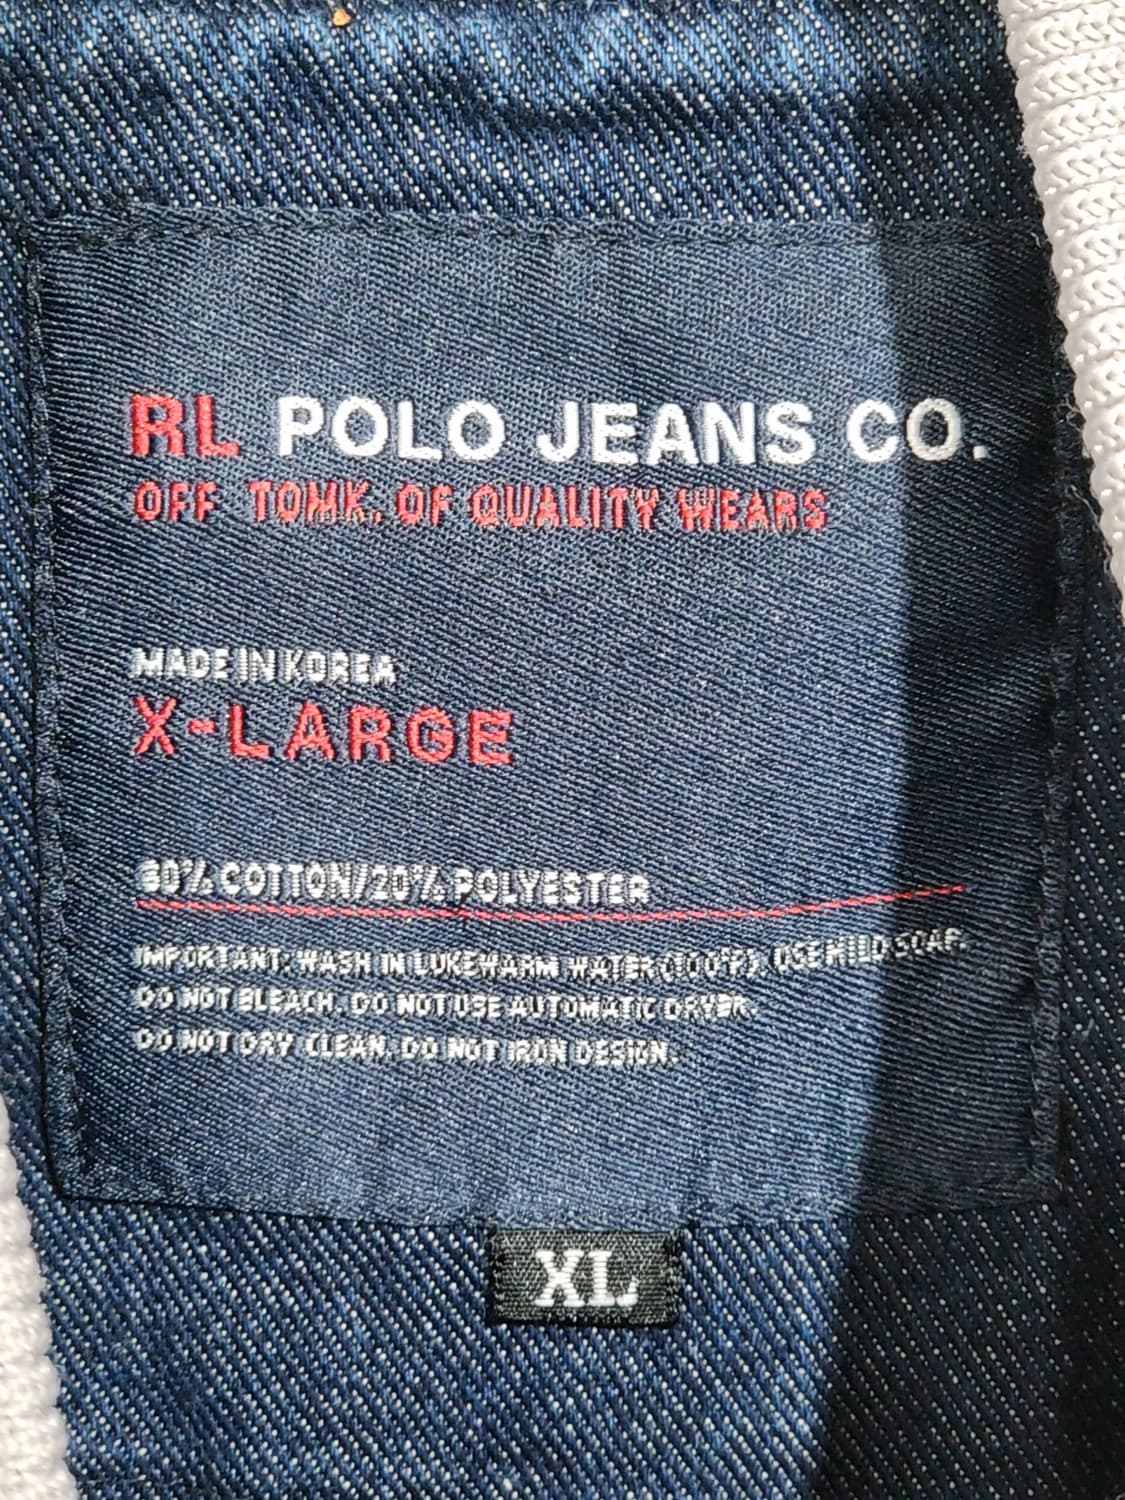 RL POLO JEANS CO.
OFF TOMK. OF QUALITY WEARS
MADE IN KOREA
X-LARGE
80% COTTON/20% POLYESTER
IMPORTANT: WASH IN LUKEWARM WATER (100°F). USE MILD SOAP.
DO NOT BLEACH. DO NOT USE AUTOMATIC DRYER.
DO NOT DRY CLEAN. DO NOT IRON DESIGN.
XL